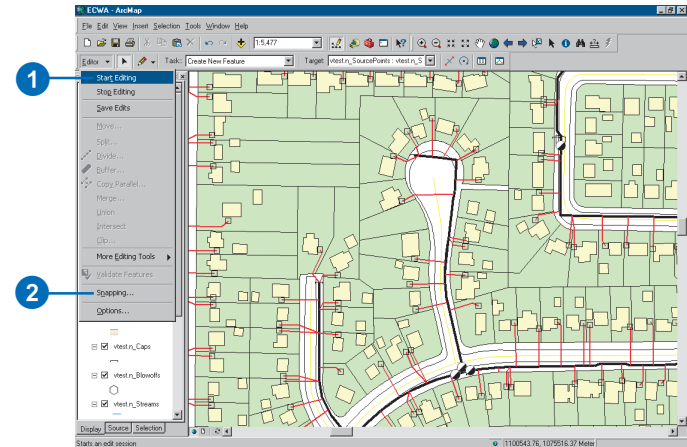 ECWA - ArcMap
File Edit View Insert Selection Tools Window Help
1:5,477
Editor Task: Create New Feature Target: vtest.n_SourcePoints : vtest.n_S
1
Start Editing
Stop Editing
Save Edits
Move...
Split...
Divide...
Buffer...
Copy Parallel...
Merge...
Union
Intersect
Clip...
More Editing Tools
Validate Features
2
Snapping...
Options...
vtest.n_Caps
vtest.n_Blowoffs
vtest.n_Streams
Display Source Selection
Starts an edit session
1100543.76, 1075516.37 Meter